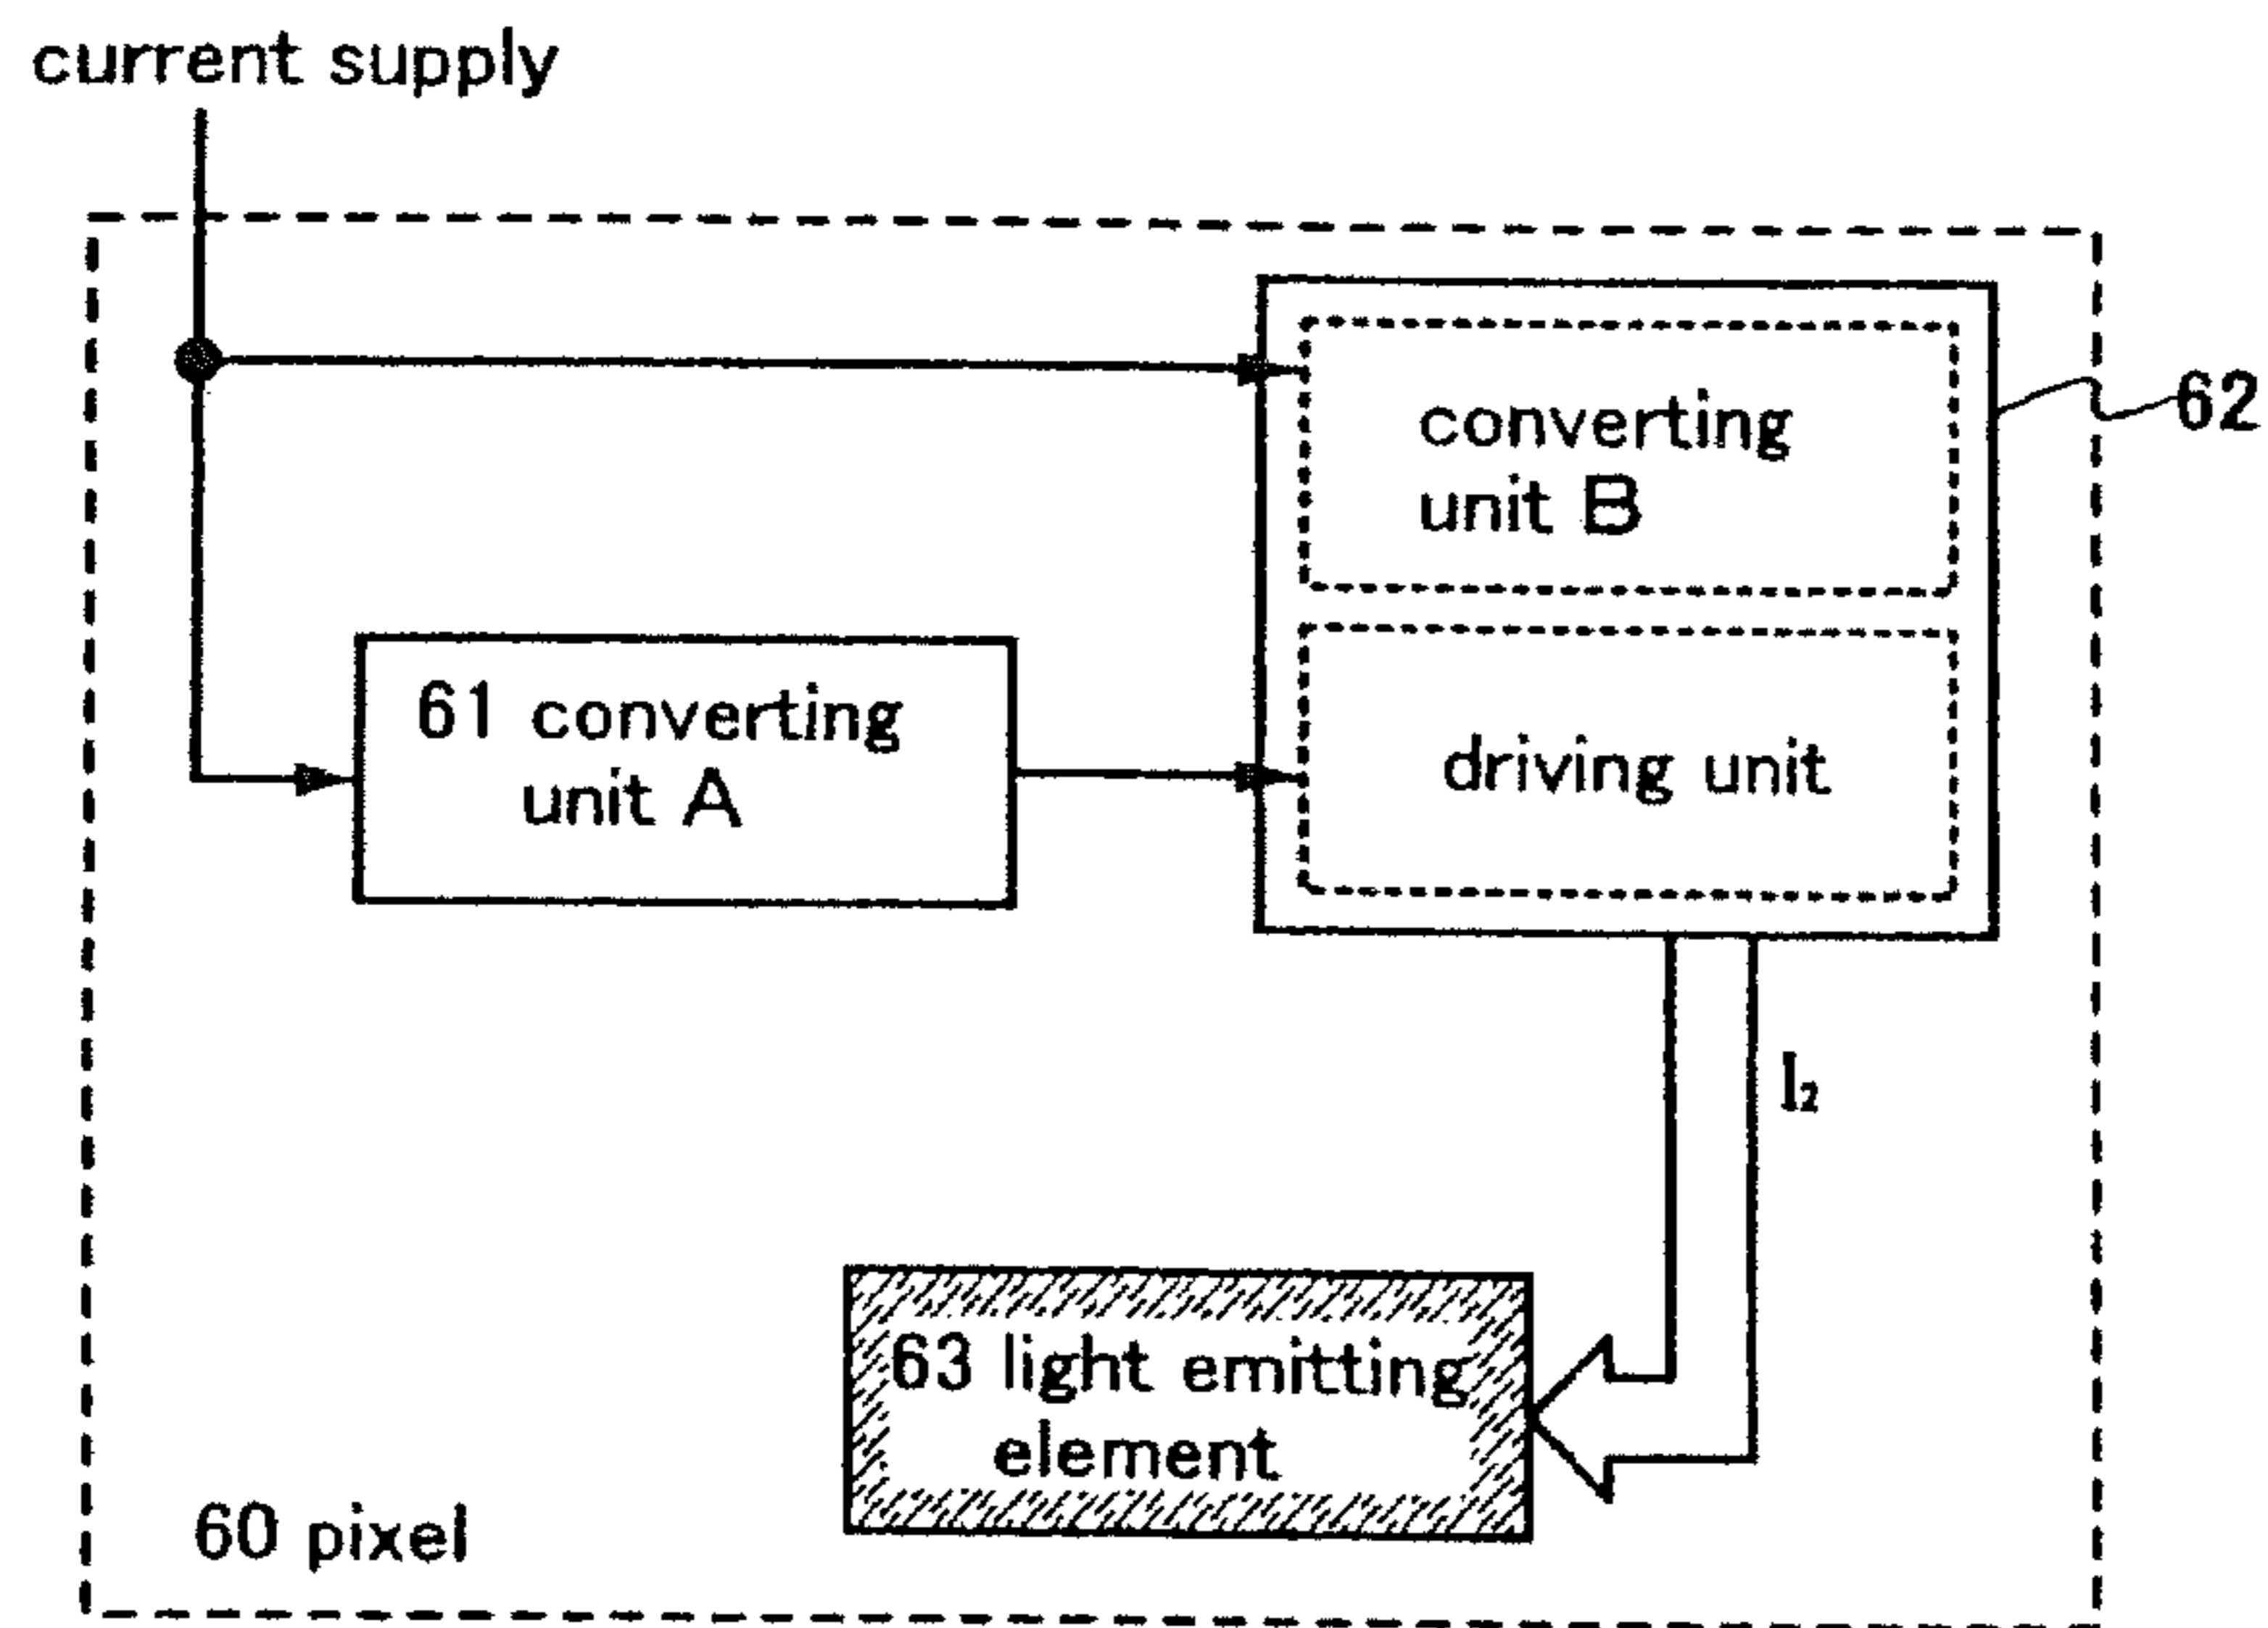 current supply
converting
unit B
62
61 converting
unit A
driving unit
I₂
63 light emitting
element
60 pixel